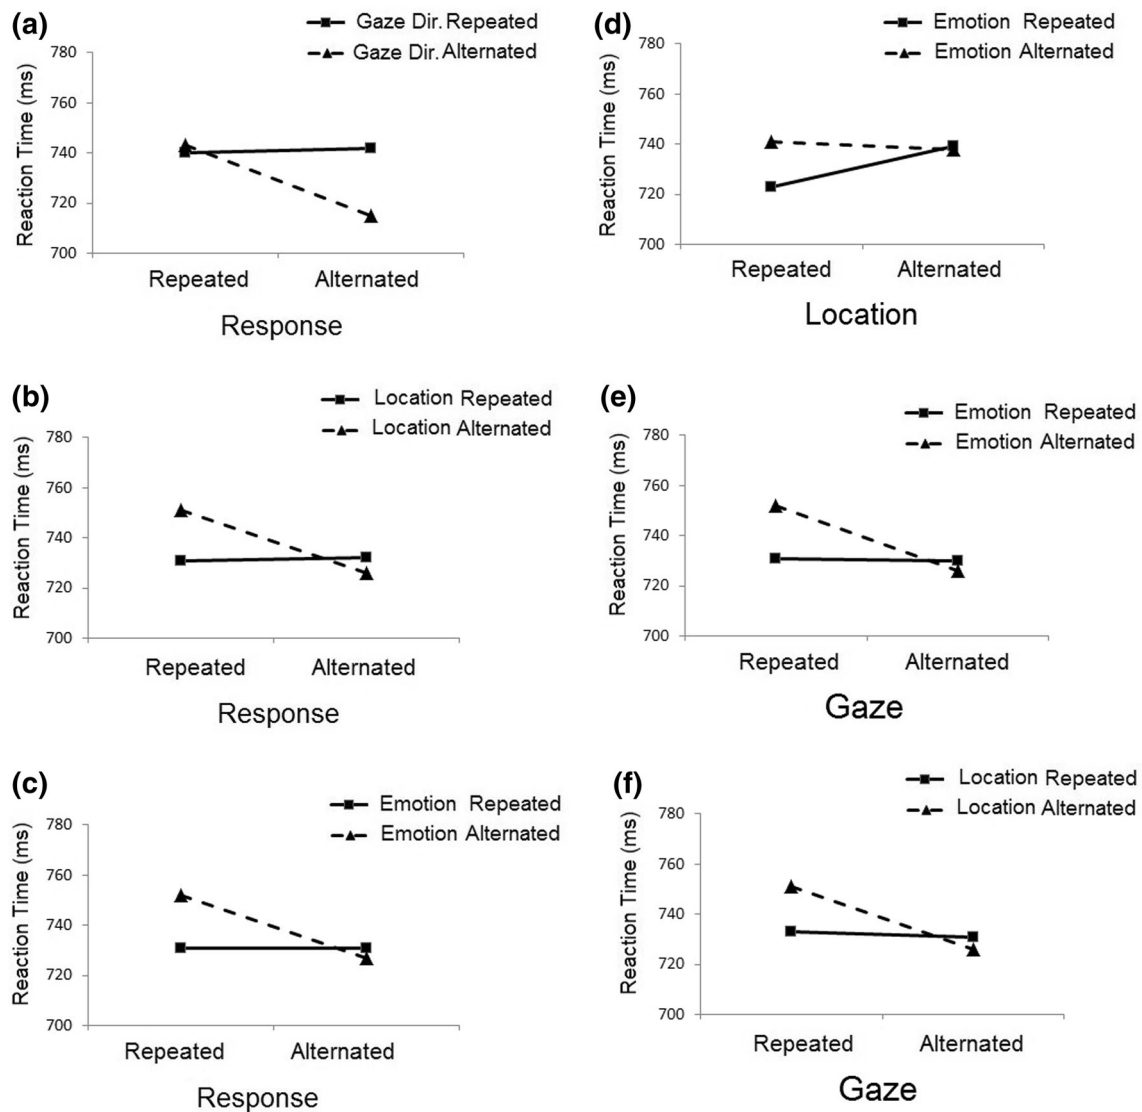 (a)
Gaze Dir. Repeated
Gaze Dir. Alternated
780
760
740
720
700
Reaction Time (ms)
Repeated Alternated
Response
(d)
Emotion Repeated
Emotion Alternated
780
760
740
720
700
Reaction Time (ms)
Repeated Alternated
Location
(b)
Location Repeated
Location Alternated
780
760
740
720
700
Reaction Time (ms)
Repeated Alternated
Response
(e)
Emotion Repeated
Emotion Alternated
780
760
740
720
700
Reaction Time (ms)
Repeated Alternated
Gaze
(c)
Emotion Repeated
Emotion Alternated
780
760
740
720
700
Reaction Time (ms)
Repeated Alternated
Response
(f)
Location Repeated
Location Alternated
780
760
740
720
700
Reaction Time (ms)
Repeated Alternated
Gaze